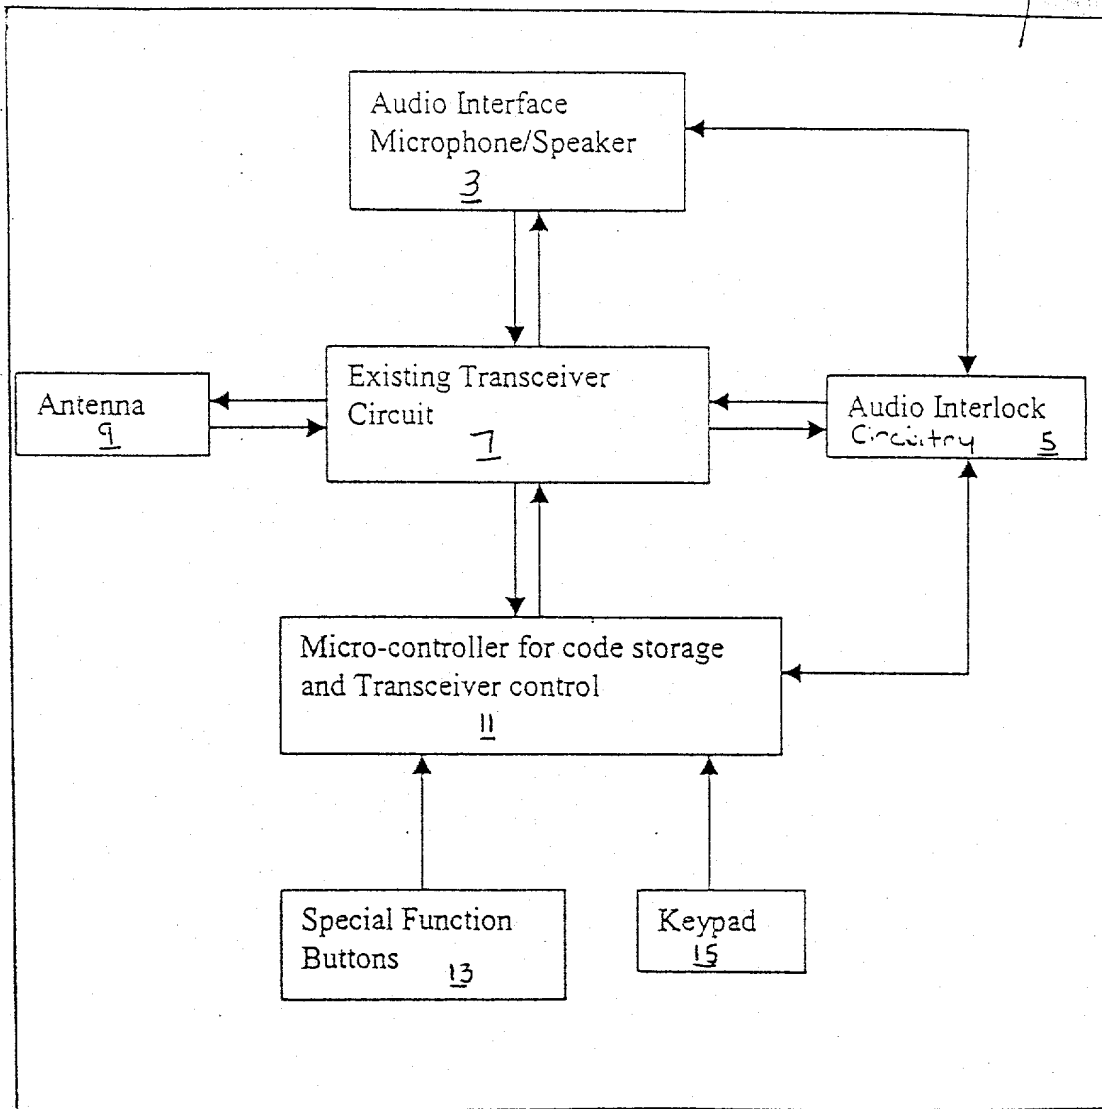 Audio Interface
Microphone/Speaker
3
Existing Transceiver
Circuit
7
Antenna
9
Audio Interlock
Circuitry 5
Micro-controller for code storage
and Transceiver control
11
Special Function
Buttons 13
Keypad
15